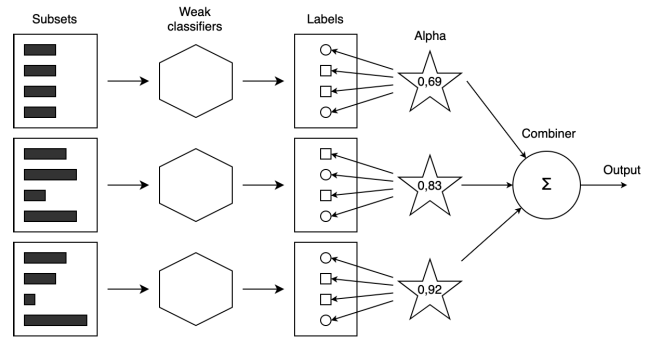 Subsets
Weak
classifiers
Labels
Alpha
0,69
Combiner
0,83
Σ
Output
0,92